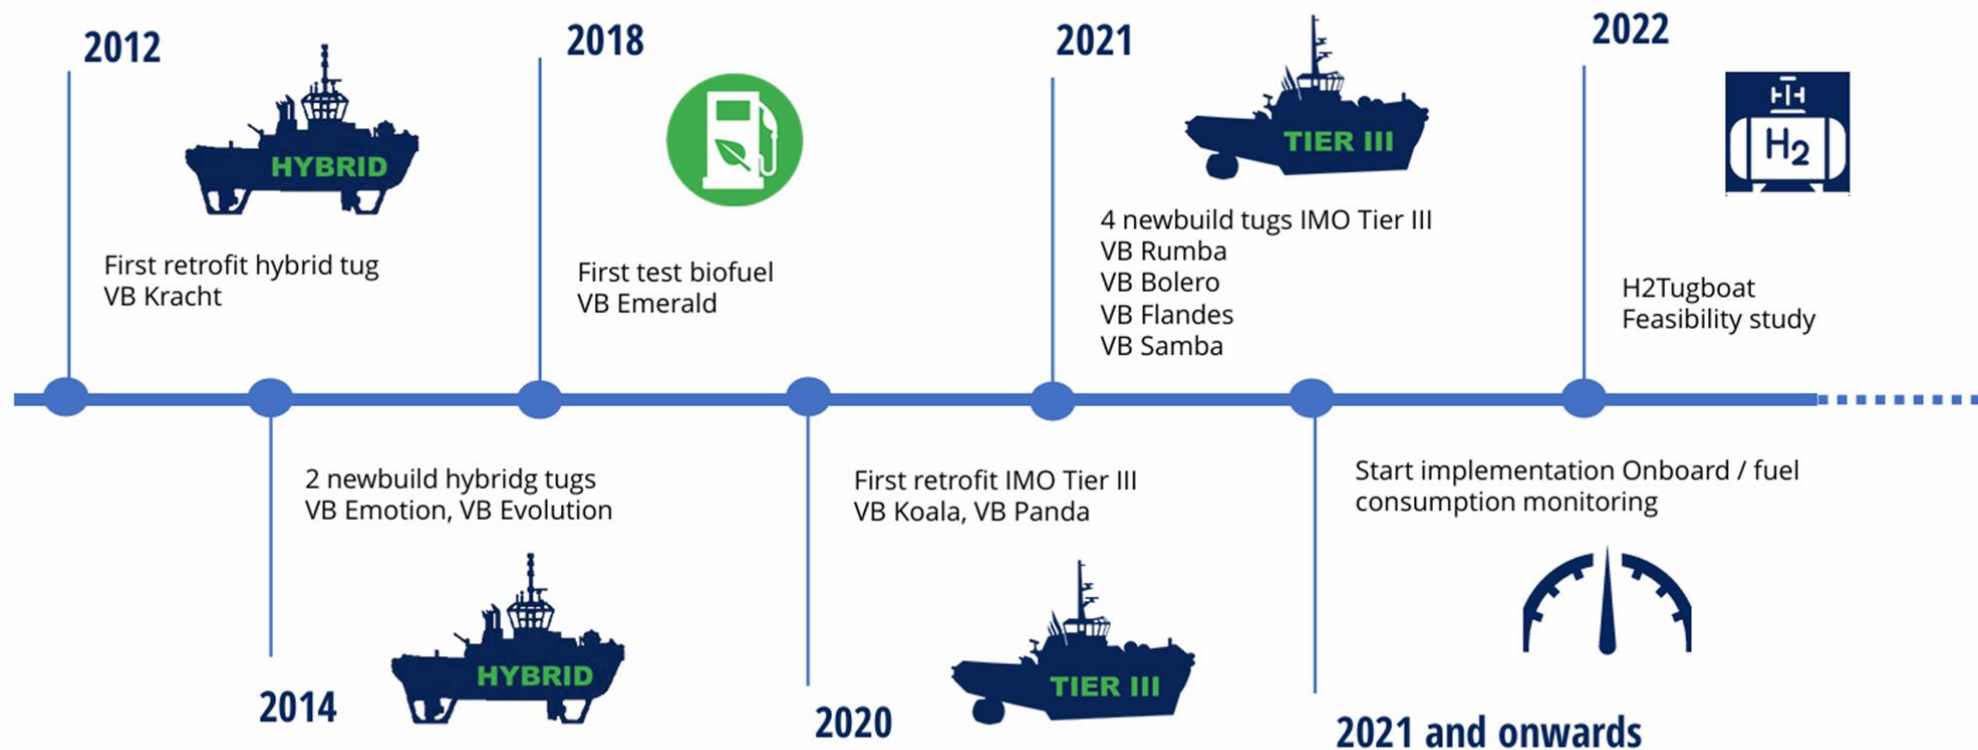 2012
HYBRID
First retrofit hybrid tug
VB Kracht
2014
2 newbuild hybridg tugs
VB Emotion, VB Evolution
HYBRID
2018
First test biofuel
VB Emerald
2020
First retrofit IMO Tier III
VB Koala, VB Panda
TIER III
2021
TIER III
4 newbuild tugs IMO Tier III
VB Rumba
VB Bolero
VB Flandes
VB Samba
2021 and onwards
Start implementation Onboard / fuel
consumption monitoring
2022
H2
H2Tugboat
Feasibility study